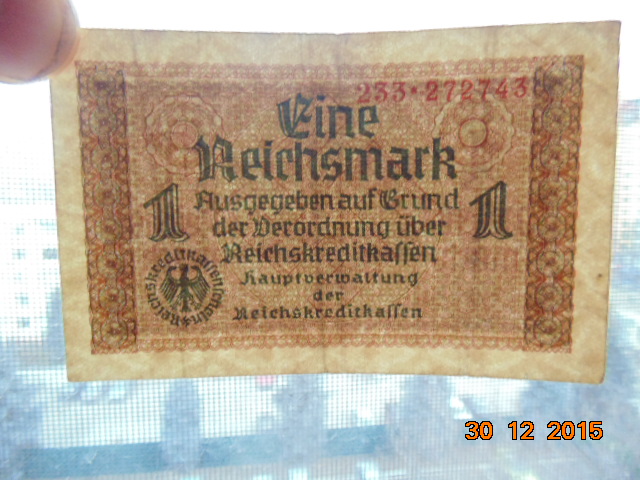 233·272743
Eine
Reichsmark
1 Ausgegeben auf Grund 1
der Verordnung über
Reichskreditkassen
Hauptverwaltung
der
Reichskreditkassen
30 12 2015